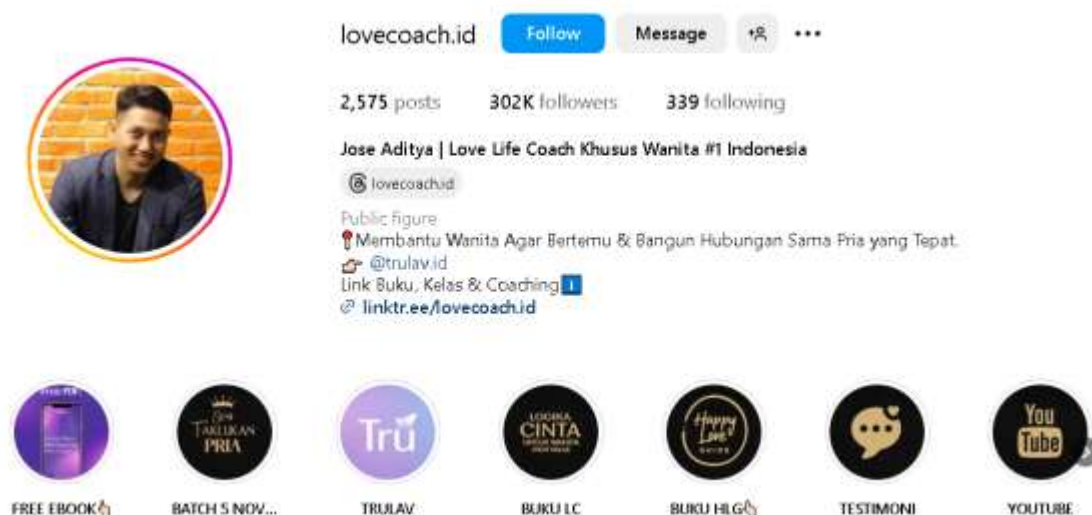 lovecoach.id Follow Message
2,575 posts 302K followers 339 following
Jose Aditya | Love Life Coach Khusus Wanita #1 Indonesia
lovecoach.id
Public figure
Membantu Wanita Agar Bertemu & Bangun Hubungan Sama Pria yang Tepat.
@trulav.id
Link Buku, Kelas & Coaching
linktr.ee/lovecoach.id
TAKLUKAN
PRIA
Tru
LOGIKA
CINTA
Happy
Love
GUIDE
You
Tube
FREE EBOOK BATCH 5 NOV... TRULAV BUKU LC BUKU HLG TESTIMONI YOUTUBE